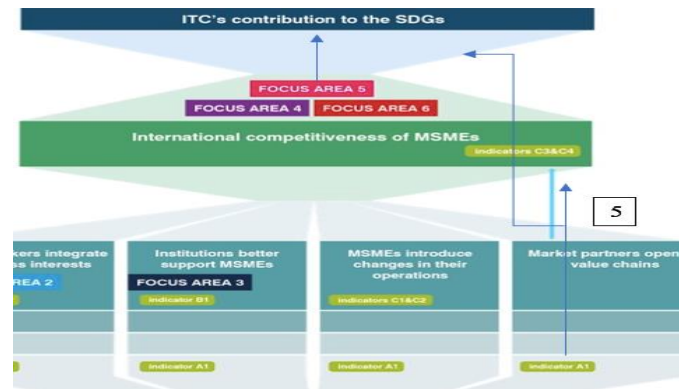 ITC's contribution to the SDGs
FOCUS AREA 5
FOCUS AREA 4
FOCUS AREA 6
International competitiveness of MSMEs
indicators C3&C4
5
kers integrate
ss interests
REA 2
Institutions better
support MSMEs
FOCUS AREA 3
indicator B1
MSMEs introduce
changes in their
operations
indicators C1&C2
Market partners open
value chains
indicator A1
indicator A1
indicator A1